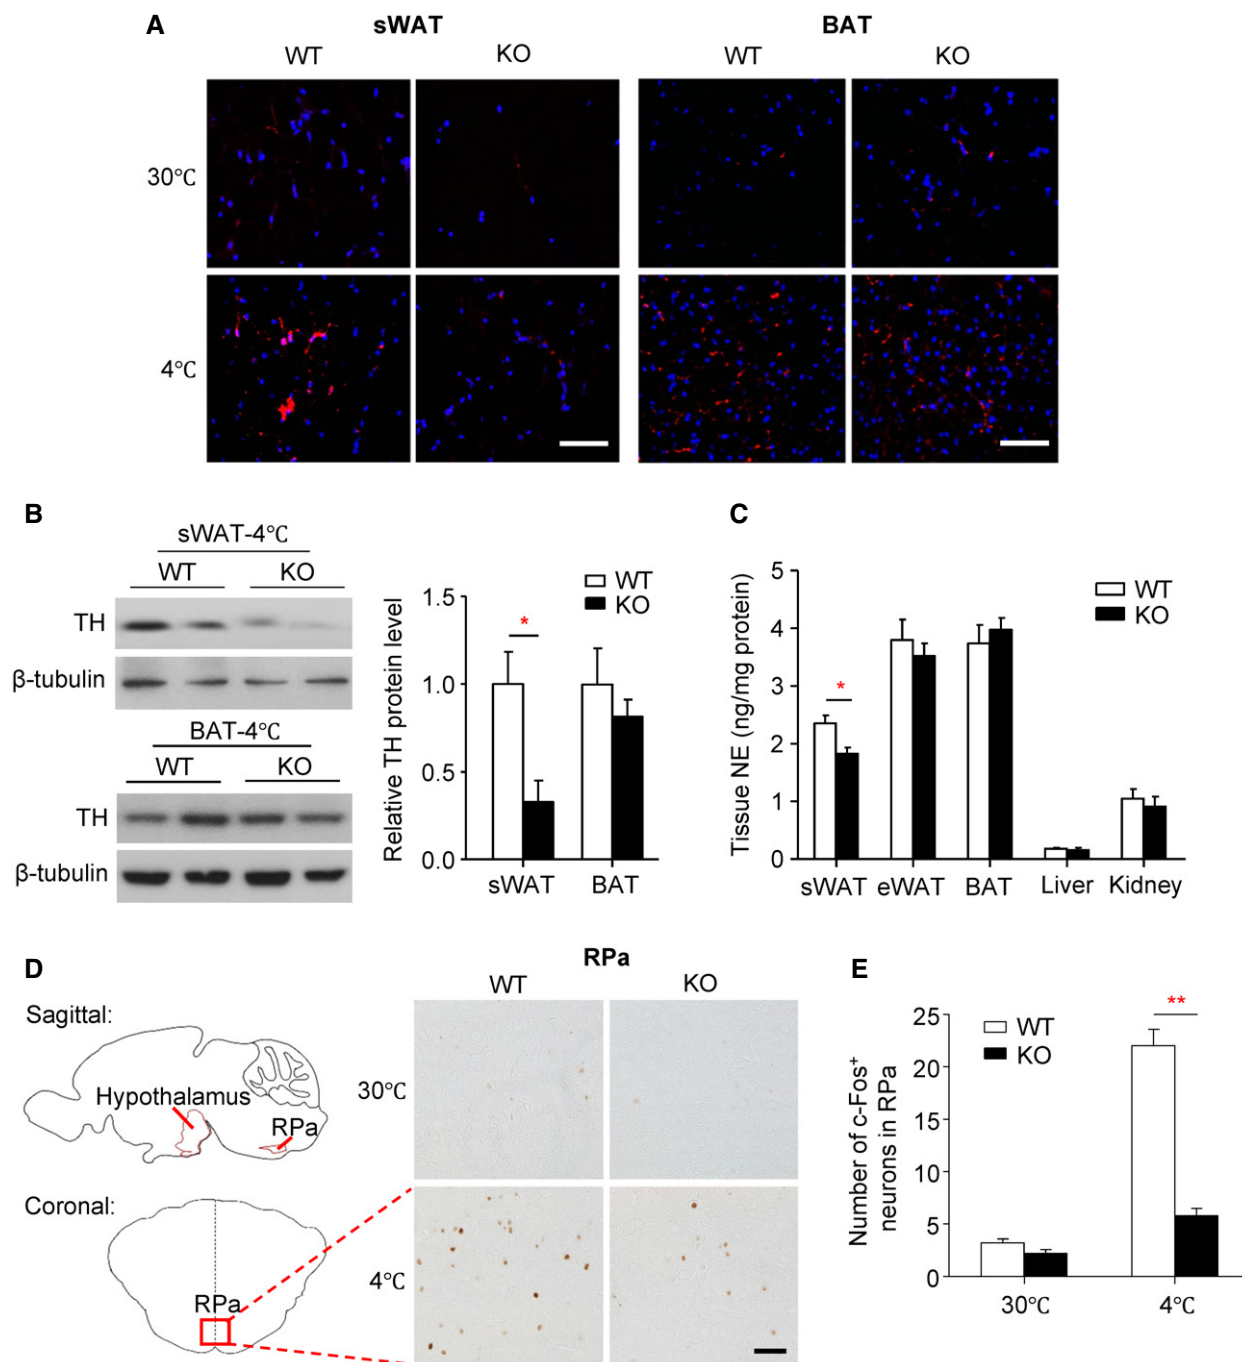 A
sWAT
BAT
WT
KO
WT
KO
30℃
4℃
B
sWAT-4℃
WT
KO
TH
β-tubulin
BAT-4℃
WT
KO
TH
β-tubulin
WT
KO
Relative TH protein level
1.5
1.0
0.5
0.0
*
sWAT
BAT
C
WT
KO
Tissue NE (ng/mg protein)
5
4
3
2
1
0
*
sWAT
eWAT
BAT
Liver
Kidney
D
RPa
WT
KO
Sagittal:
Hypothalamus
RPa
30℃
Coronal:
RPa
4℃
E
WT
KO
Number of c-Fos⁺
neurons in RPa
25
20
15
10
5
0
**
30℃
4℃